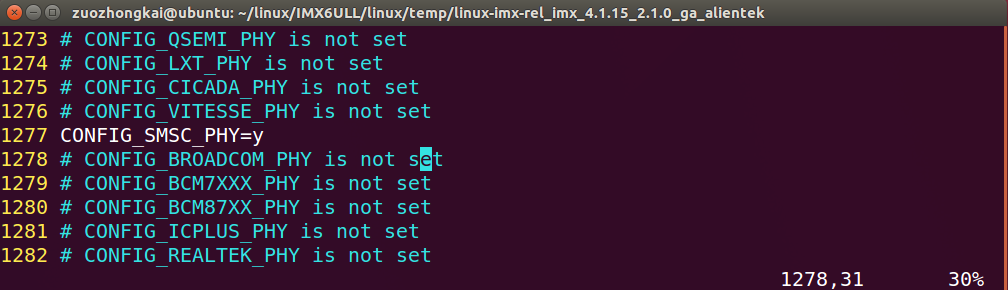 zuozhongkai@ubuntu: ~/linux/IMX6ULL/linux/temp/linux-imx-rel_imx_4.1.15_2.1.0_ga_alientek
1273 # CONFIG_QSEMI_PHY is not set
1274 # CONFIG_LXT_PHY is not set
1275 # CONFIG_CICADA_PHY is not set
1276 # CONFIG_VITESSE_PHY is not set
1277 CONFIG_SMSC_PHY=y
1278 # CONFIG_BROADCOM_PHY is not set
1279 # CONFIG_BCM7XXX_PHY is not set
1280 # CONFIG_BCM87XX_PHY is not set
1281 # CONFIG_ICPLUS_PHY is not set
1282 # CONFIG_REALTEK_PHY is not set
1278,31 30%